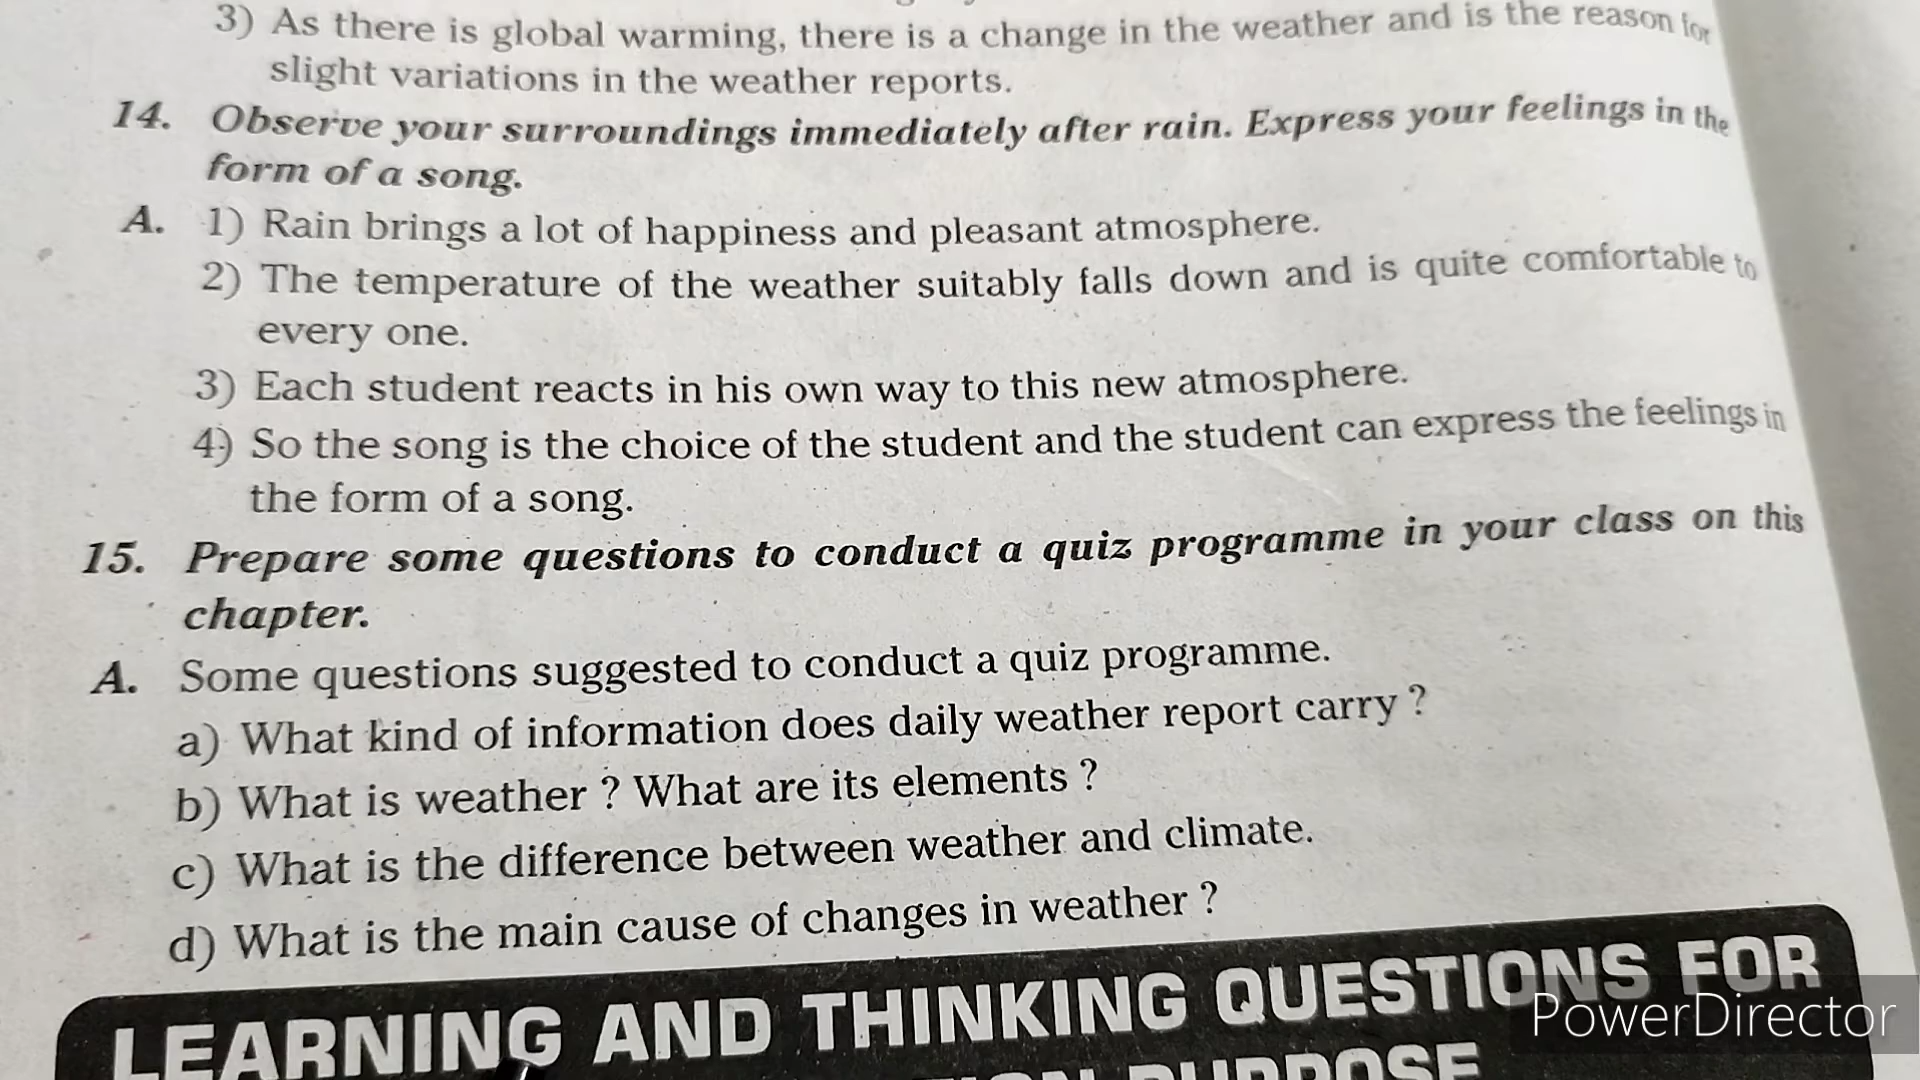 3) As there is global warming, there is a change in the weather and is the reason for
slight variations in the weather reports.
14. Observe your surroundings immediately after rain. Express your feelings in the
form of a song.
A. 1) Rain brings a lot of happiness and pleasant atmosphere.
2) The temperature of the weather suitably falls down and is quite comfortable to
every one.
3) Each student reacts in his own way to this new atmosphere.
4) So the song is the choice of the student and the student can express the feelings in
the form of a song.
15. Prepare some questions to conduct a quiz programme in your class on this
chapter.
A. Some questions suggested to conduct a quiz programme.
a) What kind of information does daily weather report carry ?
b) What is weather ? What are its elements ?
c) What is the difference between weather and climate.
d) What is the main cause of changes in weather ?
LEARNING AND THINKING QUESTIONS FOR
PURPOSE
PowerDirector